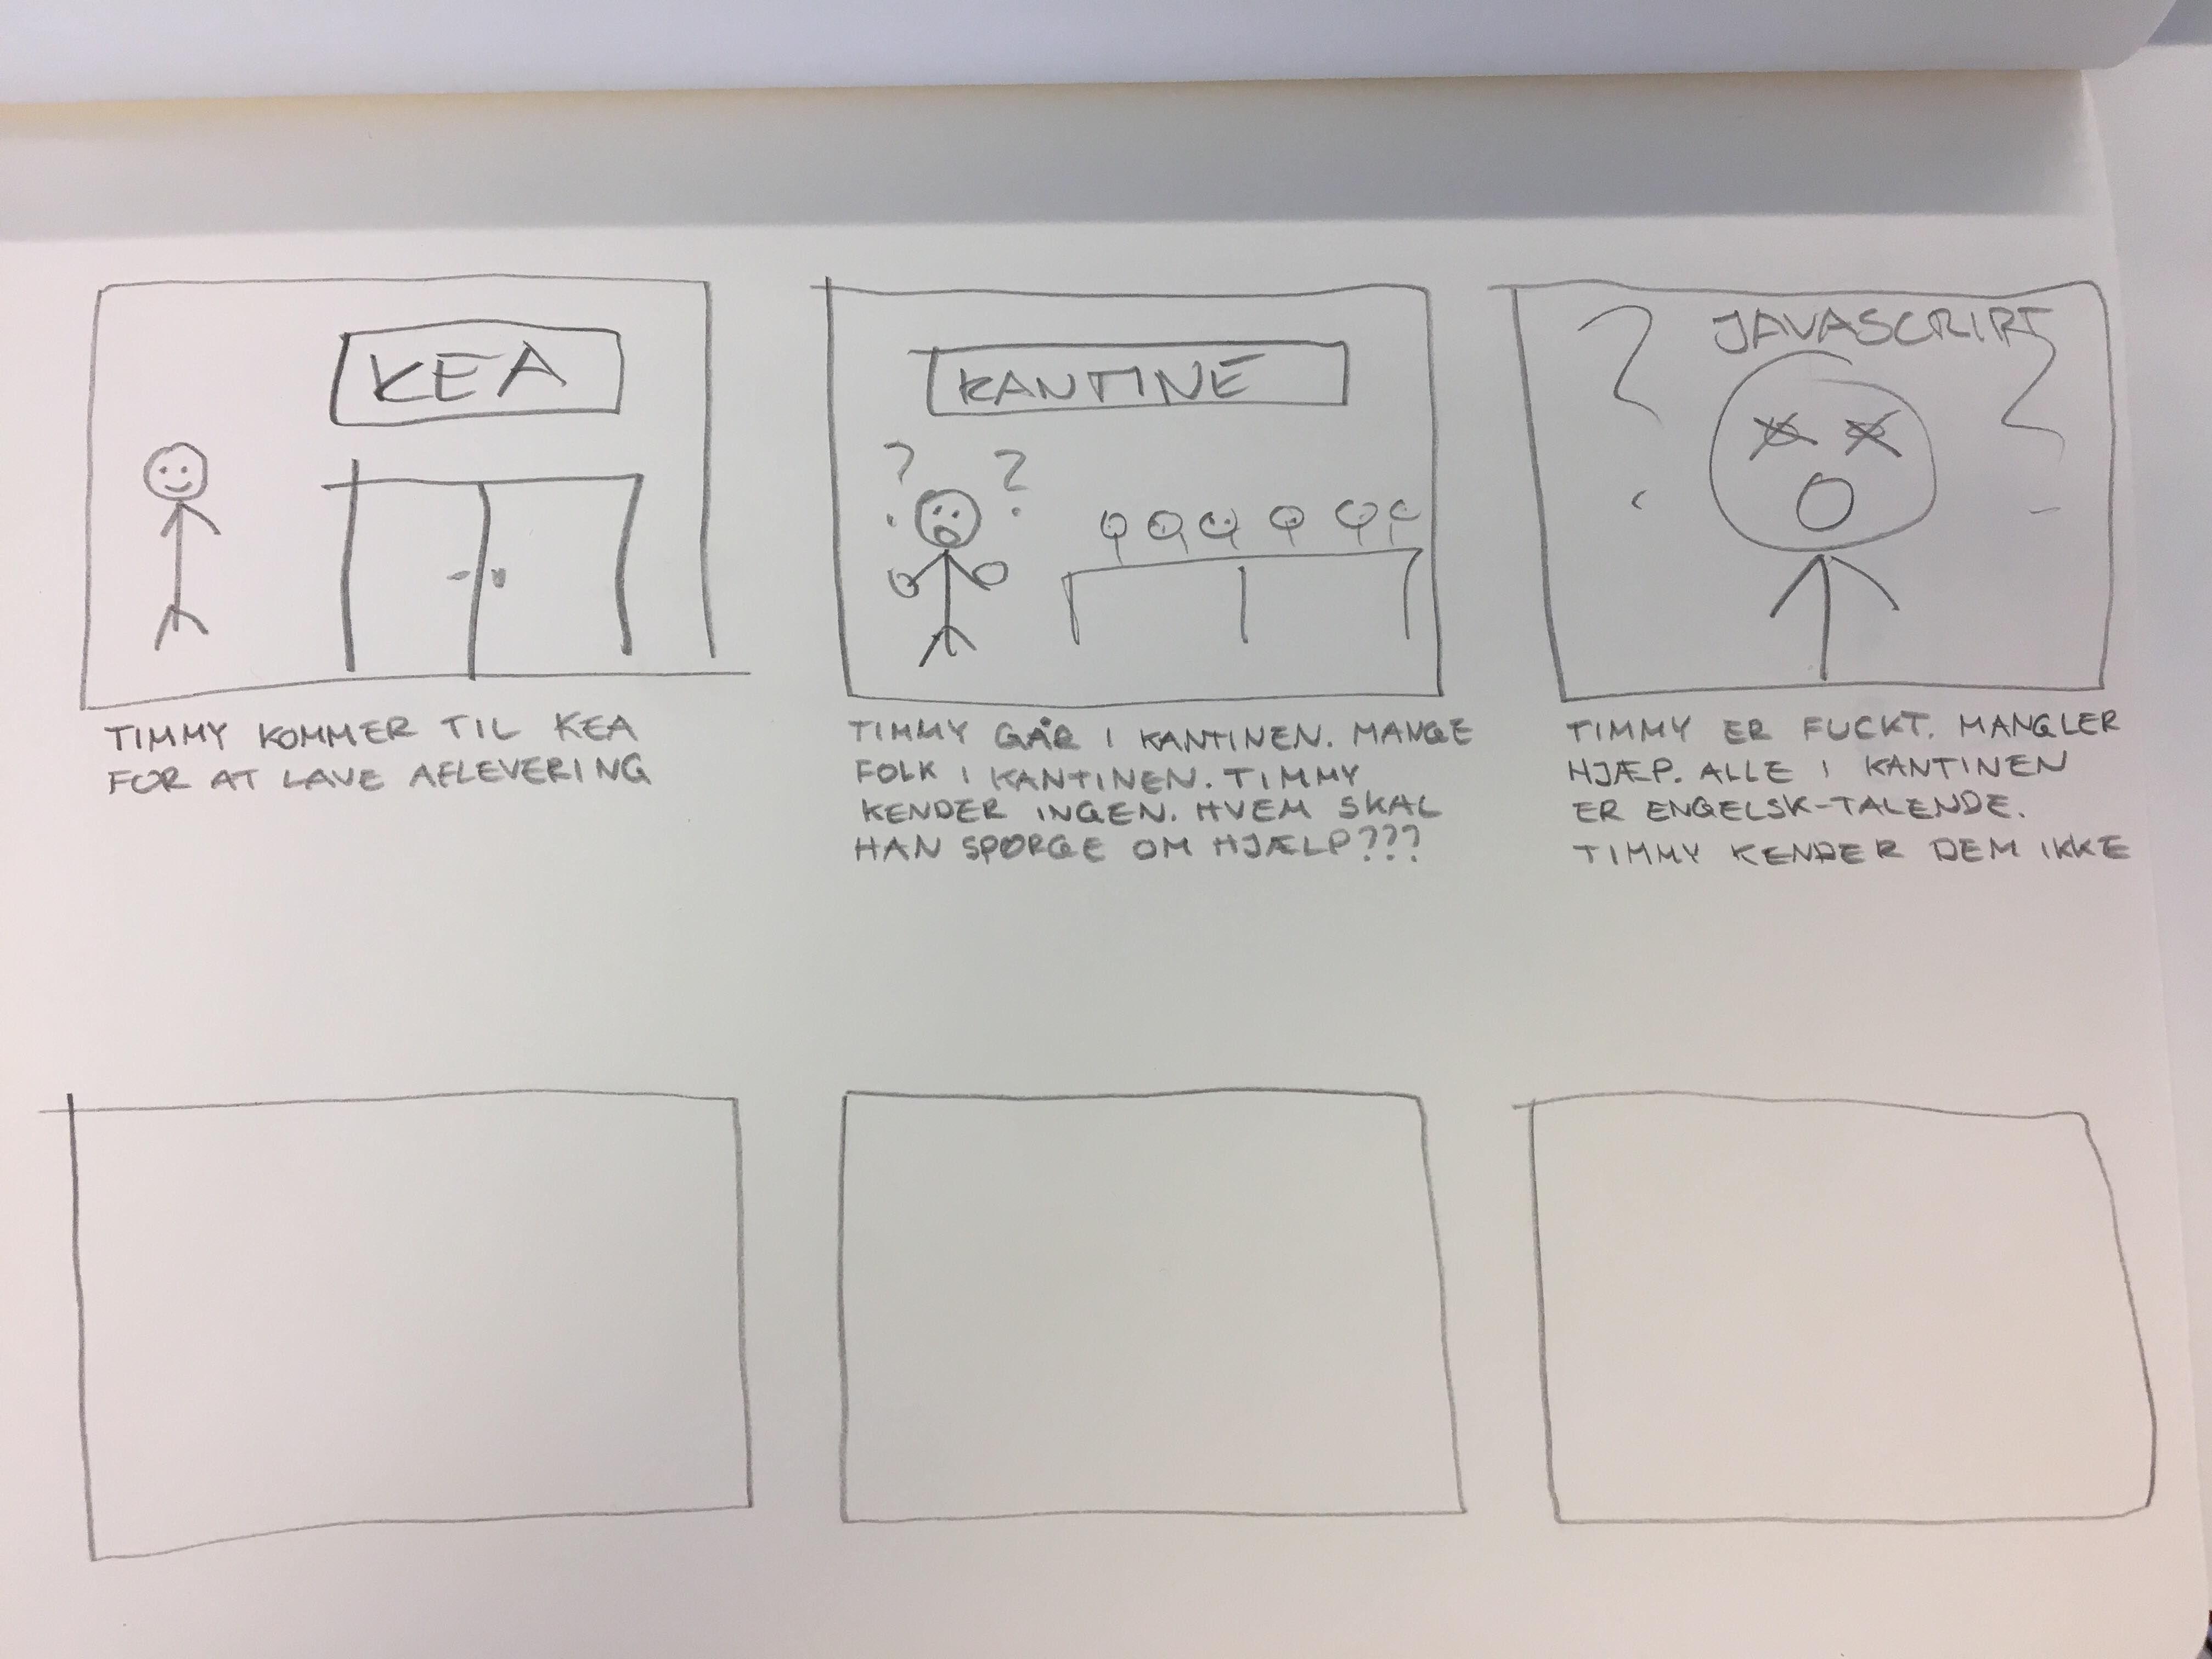 KEA
TIMMY KOMMER TIL KEA
FOR AT LAVE AFLEVERING
KANTINE
? ?
TIMMY GÅR I KANTINEN. MANGE
FOLK I KANTINEN. TIMMY
KENDER INGEN. HVEM SKAL
HAN SPØRGE OM HJÆLP???
? JAVASCRIPT ?
TIMMY ER FUCKT. MANGLER
HJÆP. ALLE I KANTINEN
ER ENGELSK-TALENDE.
TIMMY KENDER DEM IKKE